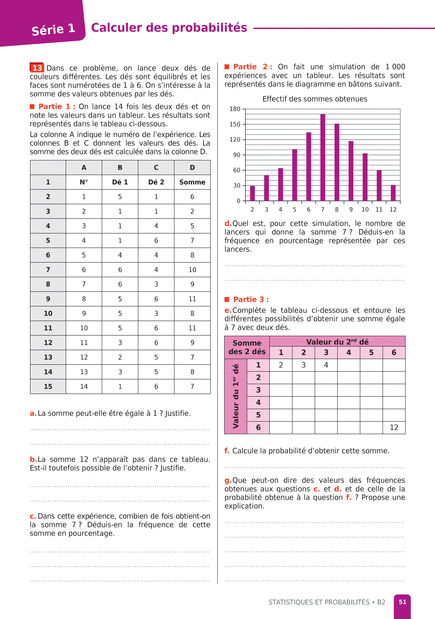 Série 1
Calculer des probabilités
13 Dans ce problème, on lance deux dés de
couleurs différentes. Les dés sont équilibrés et les
faces sont numérotées de 1 à 6. On s'intéresse à la
somme des valeurs obtenues par les dés.
Partie 1 : On lance 14 fois les deux dés et on
note les valeurs dans un tableur. Les résultats sont
représentés dans le tableau ci-dessous.
La colonne A indique le numéro de l'expérience. Les
colonnes B et C donnent les valeurs des dés. La
somme des deux dés est calculée dans la colonne D.
A B C D
1 N° Dé 1 Dé 2 Somme
2 1 5 1 6
3 2 1 1 2
4 3 1 4 5
5 4 1 6 7
6 5 4 4 8
7 6 6 4 10
8 7 6 3 9
9 8 5 6 11
10 9 5 3 8
11 10 5 6 11
12 11 3 6 9
13 12 2 5 7
14 13 3 5 8
15 14 1 6 7
a. La somme peut-elle être égale à 1 ? Justifie.
b. La somme 12 n'apparaît pas dans ce tableau.
Est-il toutefois possible de l'obtenir ? Justifie.
c. Dans cette expérience, combien de fois obtient-on
la somme 7 ? Déduis-en la fréquence de cette
somme en pourcentage.
Partie 2 : On fait une simulation de 1 000
expériences avec un tableur. Les résultats sont
représentés dans le diagramme en bâtons suivant.
Effectif des sommes obtenues
180
150
120
90
60
30
0
2 3 4 5 6 7 8 9 10 11 12
d. Quel est, pour cette simulation, le nombre de
lancers qui donne la somme 7 ? Déduis-en la
fréquence en pourcentage représentée par ces
lancers.
Partie 3 :
e. Complète le tableau ci-dessous et entoure les
différentes possibilités d'obtenir une somme égale
à 7 avec deux dés.
Somme des 2 dés
Valeur du 2nd dé
1 2 3 4 5 6
Valeur du 1er dé
1 2 3 4
2
3
4
5
6 12
f. Calcule la probabilité d'obtenir cette somme.
g. Que peut-on dire des valeurs des fréquences
obtenues aux questions c. et d. et de celle de la
probabilité obtenue à la question f. ? Propose une
explication.
STATISTIQUES ET PROBABILITÉS • B2 51